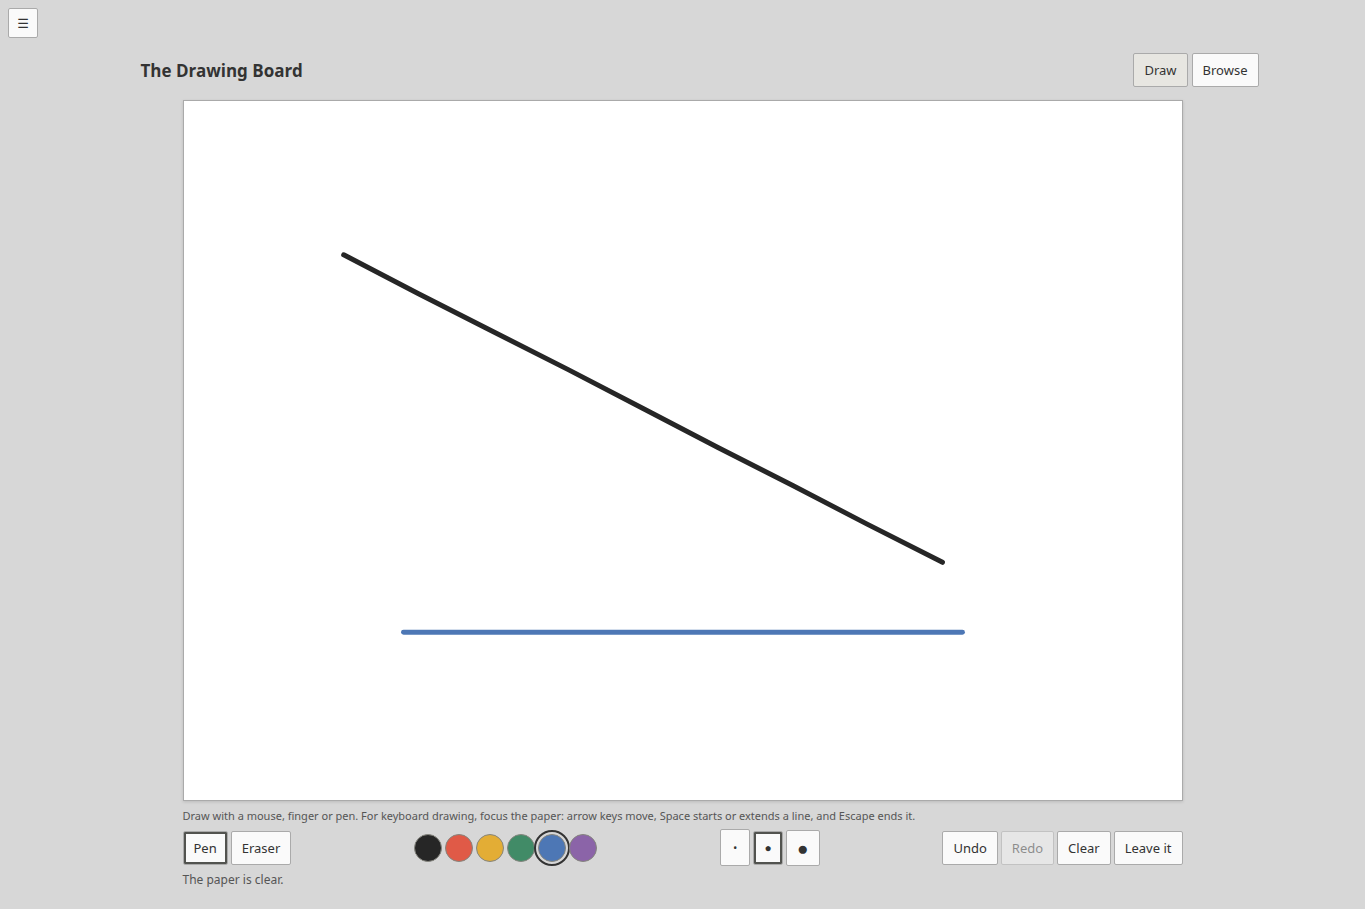 ☰
The Drawing Board
Draw Browse
Draw with a mouse, finger or pen. For keyboard drawing, focus the paper: arrow keys move, Space starts or extends a line, and Escape ends it.
Pen Eraser Undo Redo Clear Leave it
The paper is clear.